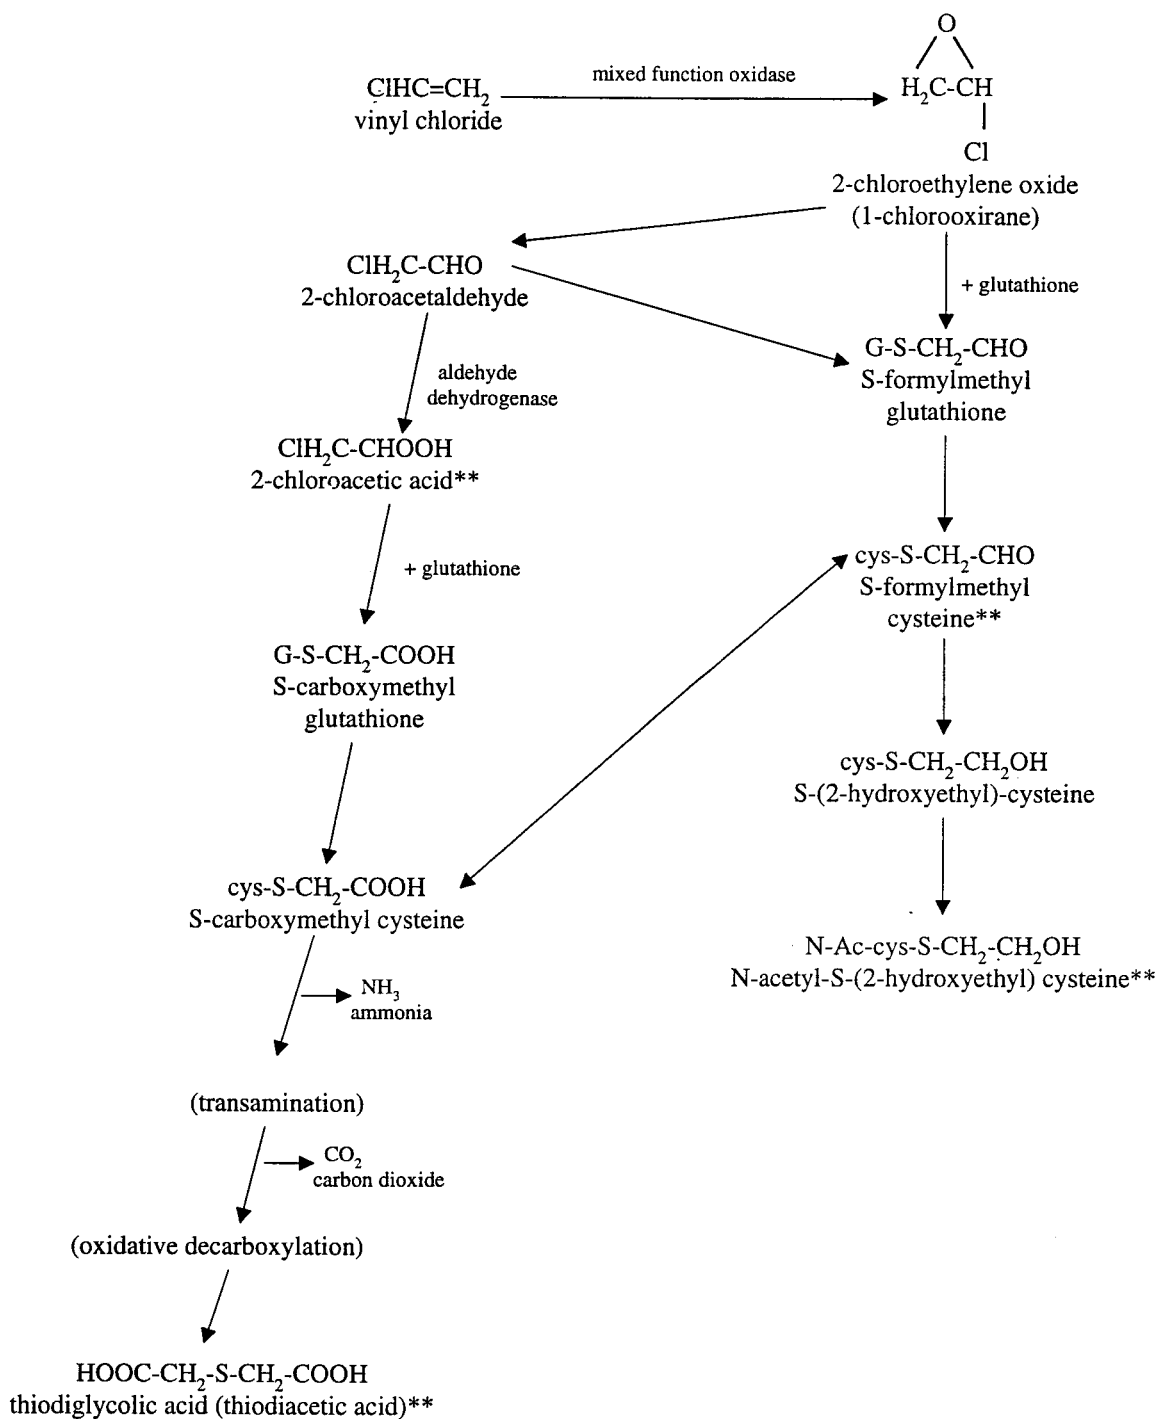 O
ClHC=CH₂
mixed function oxidase
H₂C-CH
vinyl chloride
Cl
2-chloroethylene oxide
(1-chlorooxirane)
ClH₂C-CHO
2-chloroacetaldehyde
+ glutathione
G-S-CH₂-CHO
S-formylmethyl
glutathione
aldehyde
dehydrogenase
ClH₂C-CHOOH
2-chloroacetic acid**
+ glutathione
cys-S-CH₂-CHO
S-formylmethyl
cysteine**
G-S-CH₂-COOH
S-carboxymethyl
glutathione
cys-S-CH₂-CH₂OH
S-(2-hydroxyethyl)-cysteine
cys-S-CH₂-COOH
S-carboxymethyl cysteine
N-Ac-cys-S-CH₂-CH₂OH
N-acetyl-S-(2-hydroxyethyl) cysteine**
NH₃
ammonia
(transamination)
CO₂
carbon dioxide
(oxidative decarboxylation)
HOOC-CH₂-S-CH₂-COOH
thiodiglycolic acid (thiodiacetic acid)**